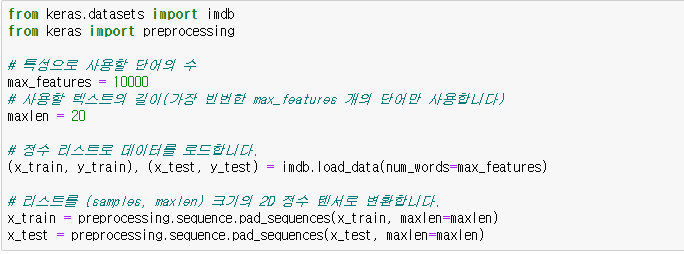 from keras.datasets import imdb
from keras import preprocessing
# 특성으로 사용할 단어의 수
max_features = 10000
# 사용할 텍스트의 길이(가장 빈번한 max_features 개의 단어만 사용합니다)
maxlen = 20
# 정수 리스트로 데이터를 로드합니다.
(x_train, y_train), (x_test, y_test) = imdb.load_data(num_words=max_features)
# 리스트를 (samples, maxlen) 크기의 2D 정수 텐서로 변환합니다.
x_train = preprocessing.sequence.pad_sequences(x_train, maxlen=maxlen)
x_test = preprocessing.sequence.pad_sequences(x_test, maxlen=maxlen)